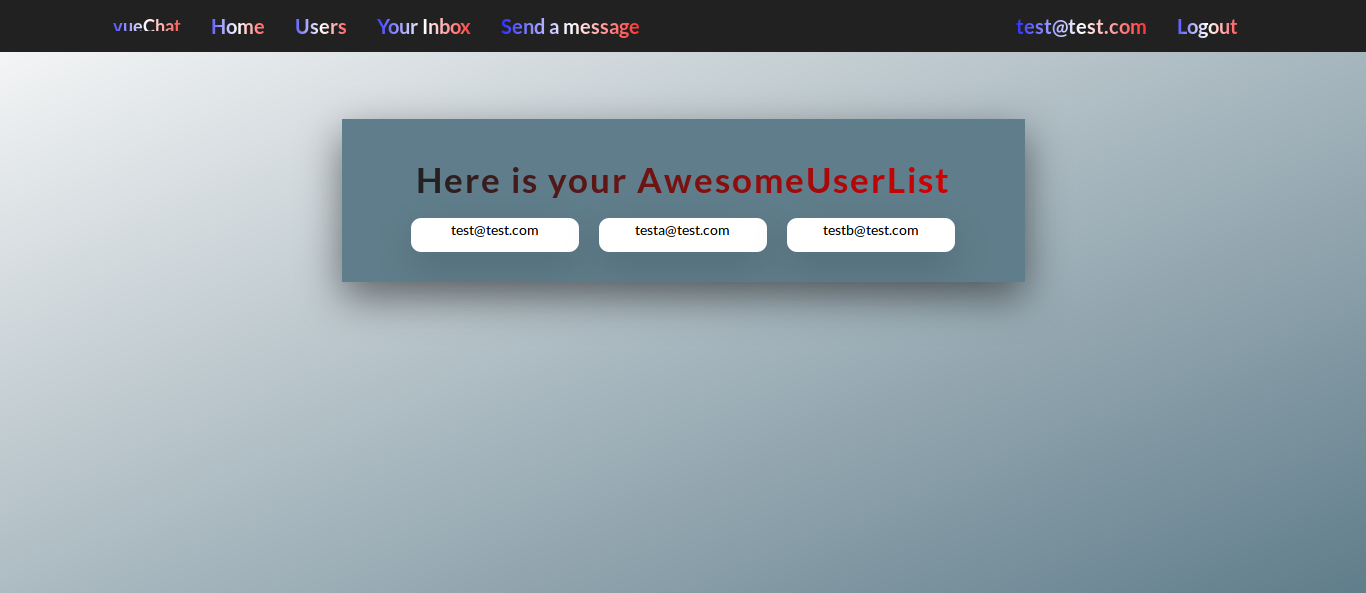 vueChat Home Users Your Inbox Send a message test@test.com Logout
Here is your AwesomeUserList
test@test.com testa@test.com testb@test.com